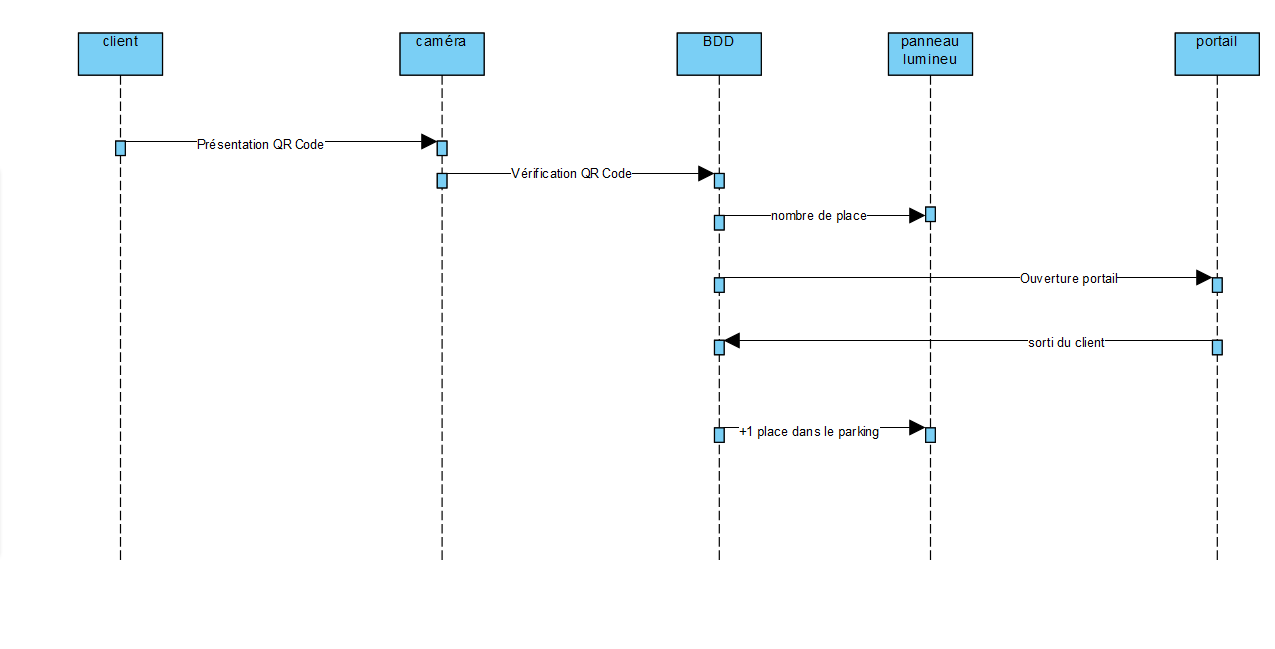 client
caméra
BDD
panneau
lumineu
portail
Présentation QR Code
Vérification QR Code
nombre de place
Ouverture portail
sorti du client
+1 place dans le parking